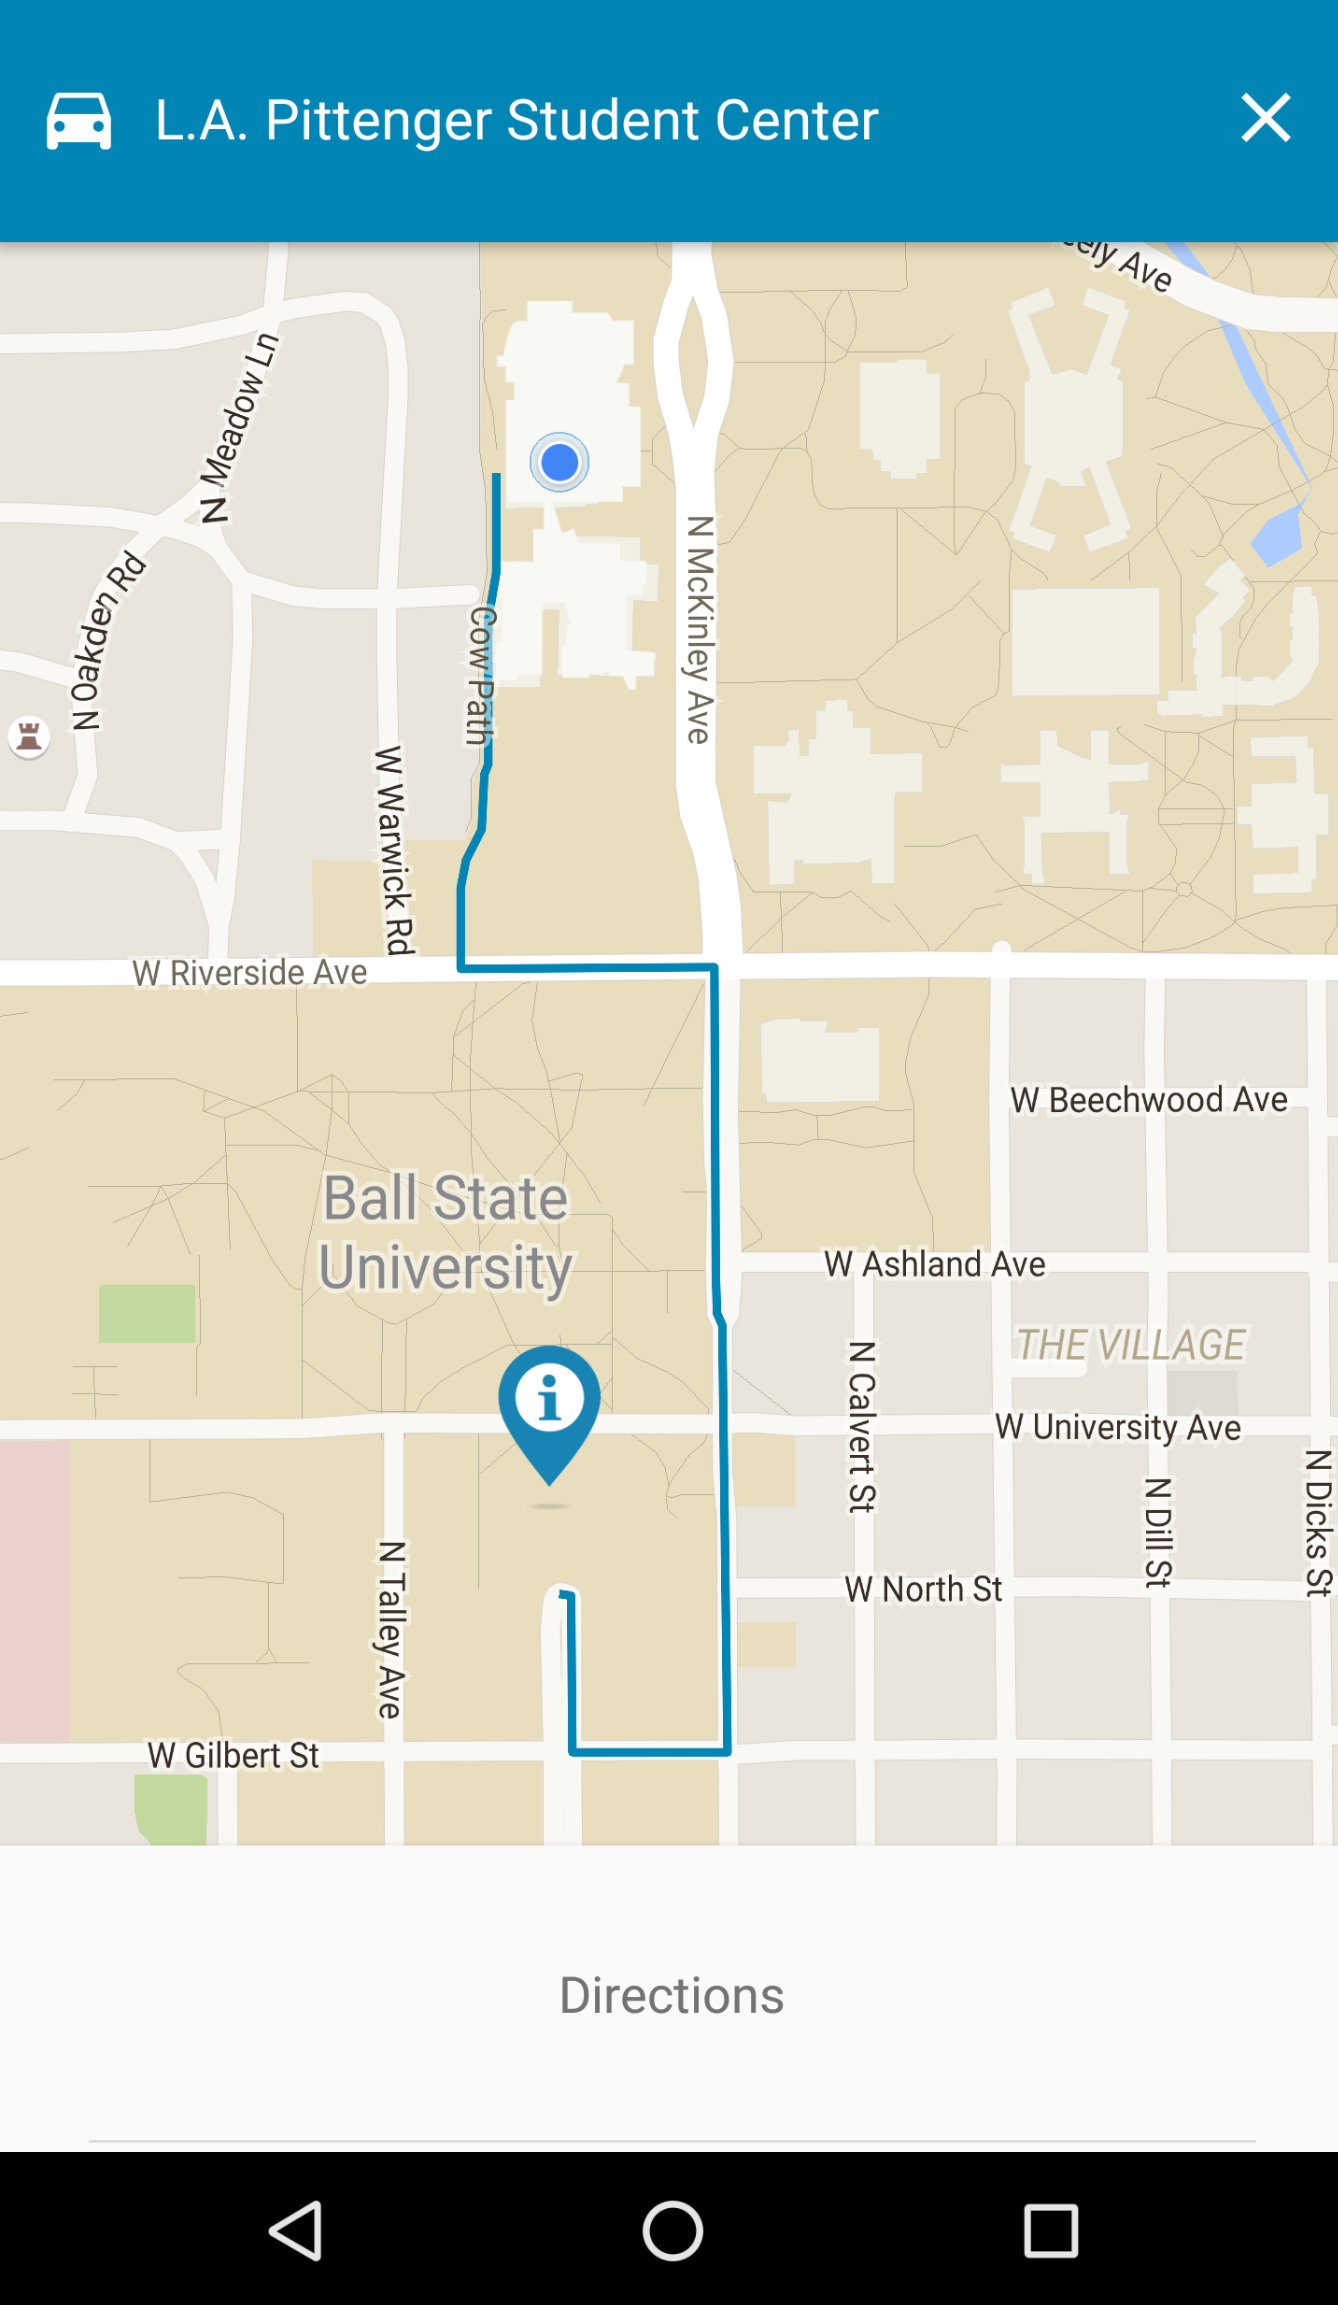 L.A. Pittenger Student Center
ely Ave
N Meadow Ln
N Oakden Rd
N McKinley Ave
Cow Path
W Warwick Rd
W Riverside Ave
W Beechwood Ave
Ball State
University
W Ashland Ave
THE VILLAGE
N Calvert St
W University Ave
N Dill St
N Dicks St
N Talley Ave
W North St
W Gilbert St
Directions